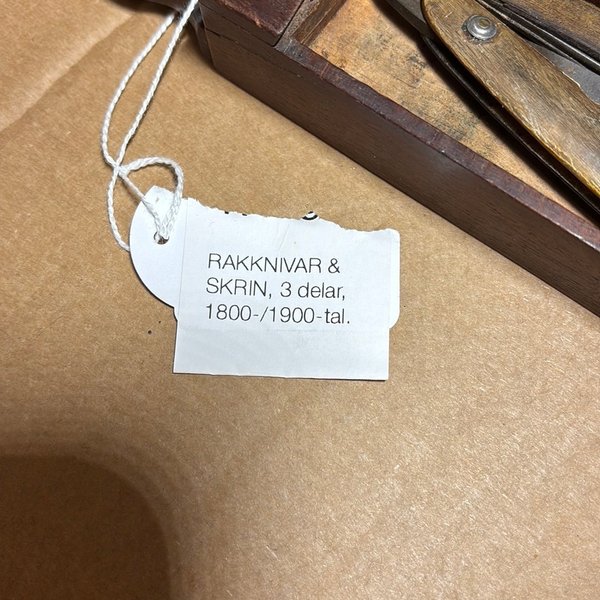 RAKKNIVAR &
SKRIN, 3 delar,
1800-/1900-tal.